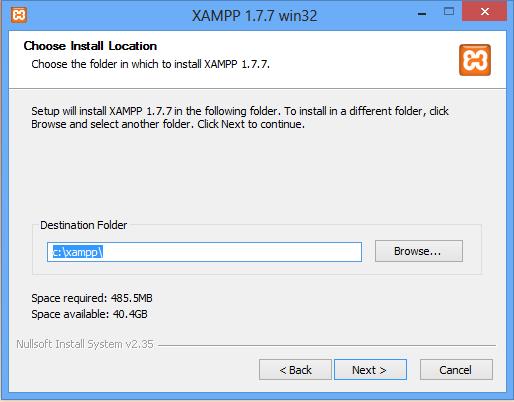 XAMPP 1.7.7 win32
Choose Install Location
Choose the folder in which to install XAMPP 1.7.7.
Setup will install XAMPP 1.7.7 in the following folder. To install in a different folder, click
Browse and select another folder. Click Next to continue.
Destination Folder
c:\xampp\
Browse...
Space required: 485.5MB
Space available: 40.4GB
Nullsoft Install System v2.35
< Back
Next >
Cancel